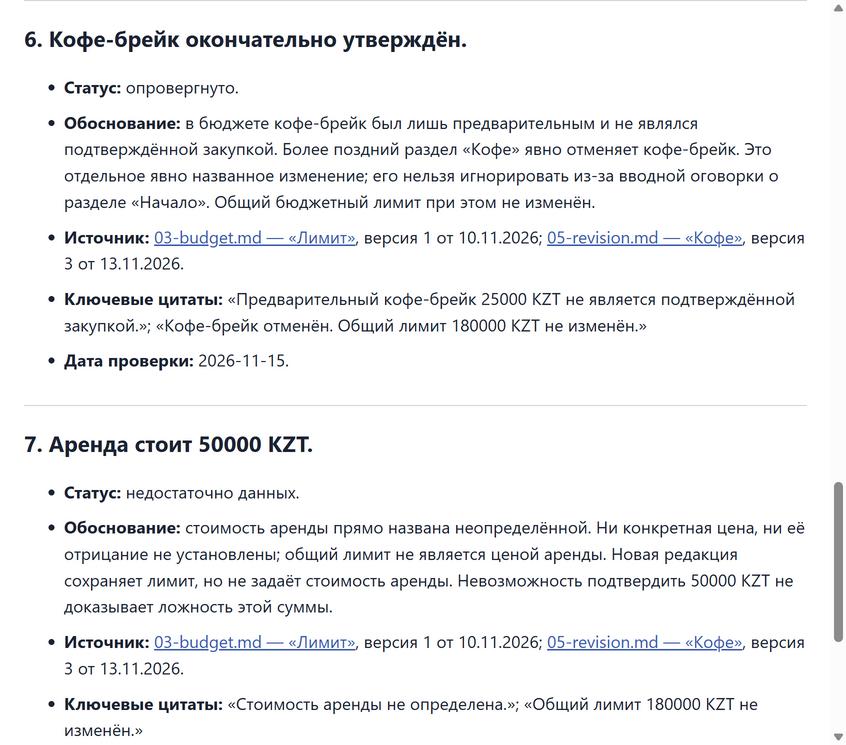 6. Кофе-брейк окончательно утверждён.
• Статус: опровергнуто.
• Обоснование: в бюджете кофе-брейк был лишь предварительным и не являлся
подтверждённой закупкой. Более поздний раздел «Кофе» явно отменяет кофе-брейк. Это
отдельное явно названное изменение; его нельзя игнорировать из-за вводной оговорки о
разделе «Начало». Общий бюджетный лимит при этом не изменён.
• Источник: 03-budget.md — «Лимит», версия 1 от 10.11.2026; 05-revision.md — «Кофе», версия
3 от 13.11.2026.
• Ключевые цитаты: «Предварительный кофе-брейк 25000 KZT не является подтверждённой
закупкой.»; «Кофе-брейк отменён. Общий лимит 180000 KZT не изменён.»
• Дата проверки: 2026-11-15.
7. Аренда стоит 50000 KZT.
• Статус: недостаточно данных.
• Обоснование: стоимость аренды прямо названа неопределённой. Ни конкретная цена, ни её
отрицание не установлены; общий лимит не является ценой аренды. Новая редакция
сохраняет лимит, но не задаёт стоимость аренды. Невозможность подтвердить 50000 KZT не
доказывает ложность этой суммы.
• Источник: 03-budget.md — «Лимит», версия 1 от 10.11.2026; 05-revision.md — «Кофе», версия
3 от 13.11.2026.
• Ключевые цитаты: «Стоимость аренды не определена.»; «Общий лимит 180000 KZT не
изменён.»